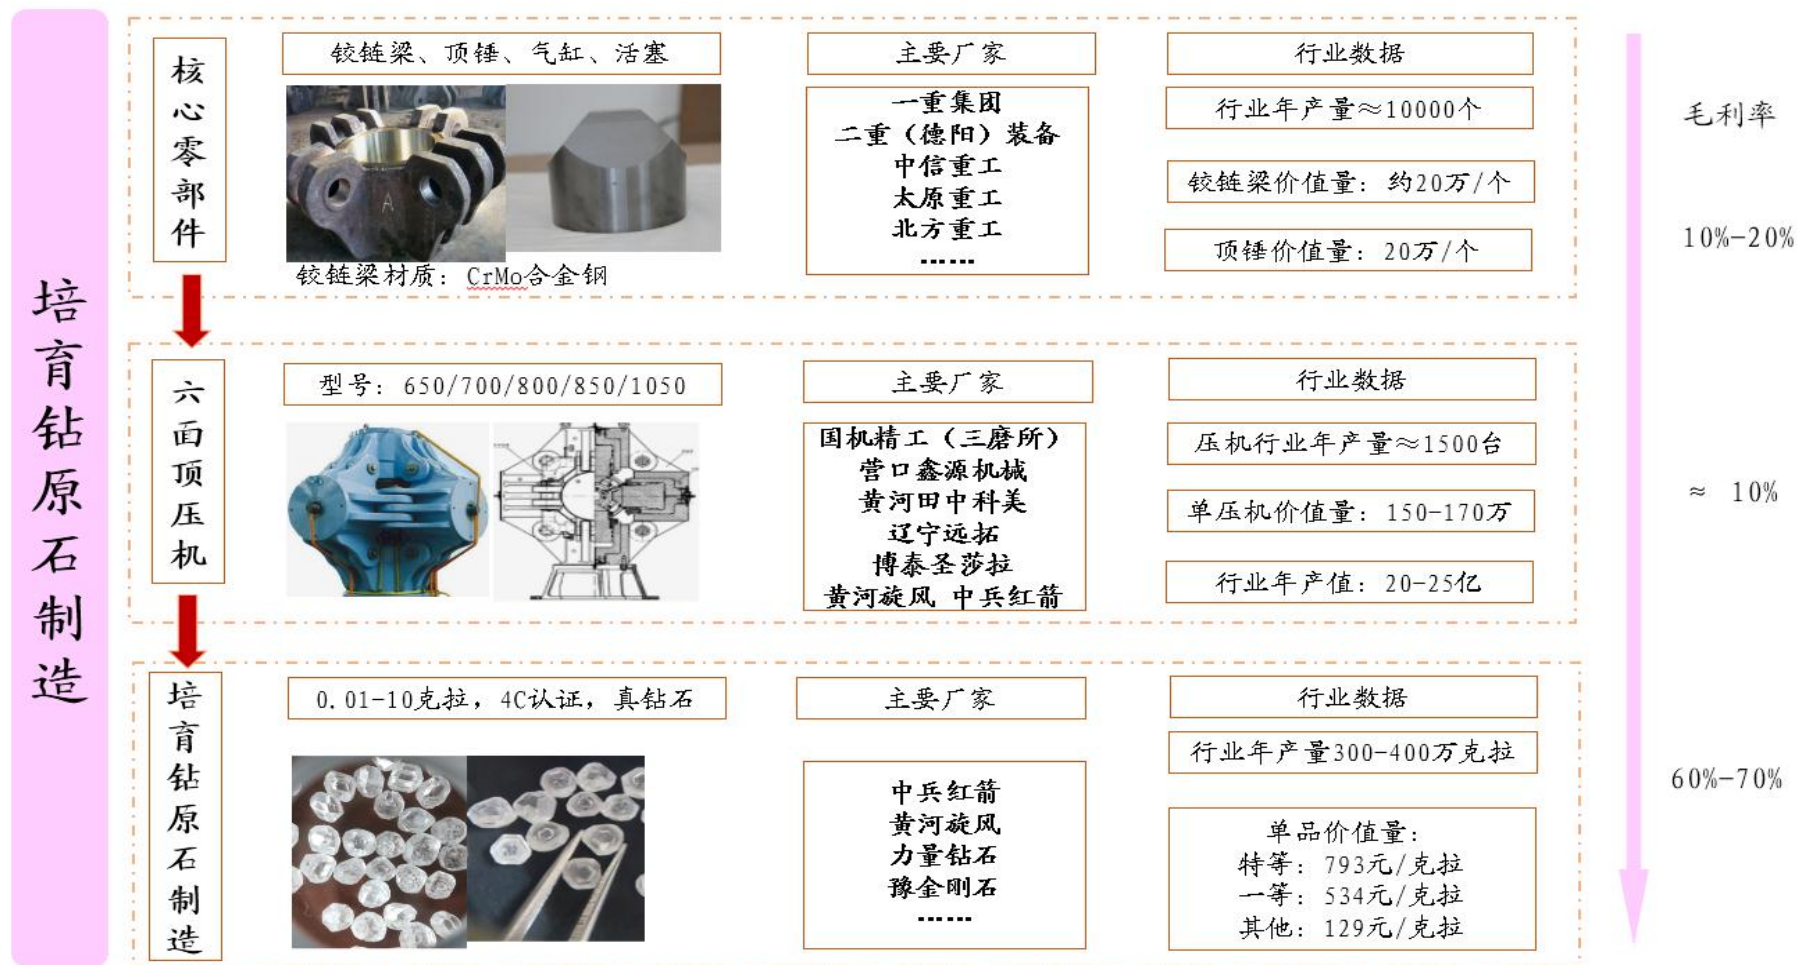 培育钻原石制造
核心零部件
铰链梁、顶锤、气缸、活塞
A
铰链梁材质：CrMo合金钢
主要厂家
一重集团
二重（德阳）装备
中信重工
太原重工
北方重工
……
行业数据
行业年产量≈10000个
铰链梁价值量：约20万/个
顶锤价值量：20万/个
毛利率
10%-20%
六面顶压机
型号：650/700/800/850/1050
主要厂家
国机精工（三磨所）
营口鑫源机械
黄河田中科美
辽宁远拓
博泰圣莎拉
黄河旋风 中兵红箭
行业数据
压机行业年产量≈1500台
单压机价值量：150-170万
行业年产值：20-25亿
≈ 10%
培育钻原石制造
0.01-10克拉，4C认证，真钻石
主要厂家
中兵红箭
黄河旋风
力量钻石
豫金刚石
……
行业数据
行业年产量300-400万克拉
单品价值量：
特等：793元/克拉
一等：534元/克拉
其他：129元/克拉
60%-70%